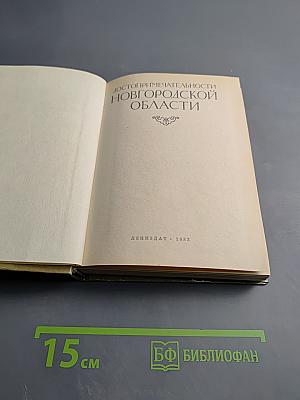 ДОСТОПРИМЕЧАТЕЛЬНОСТИ
НОВГОРОДСКОЙ
ОБЛАСТИ
ЛЕНИЗДАТ · 1982
15 см
БФ БИБЛИОФАН